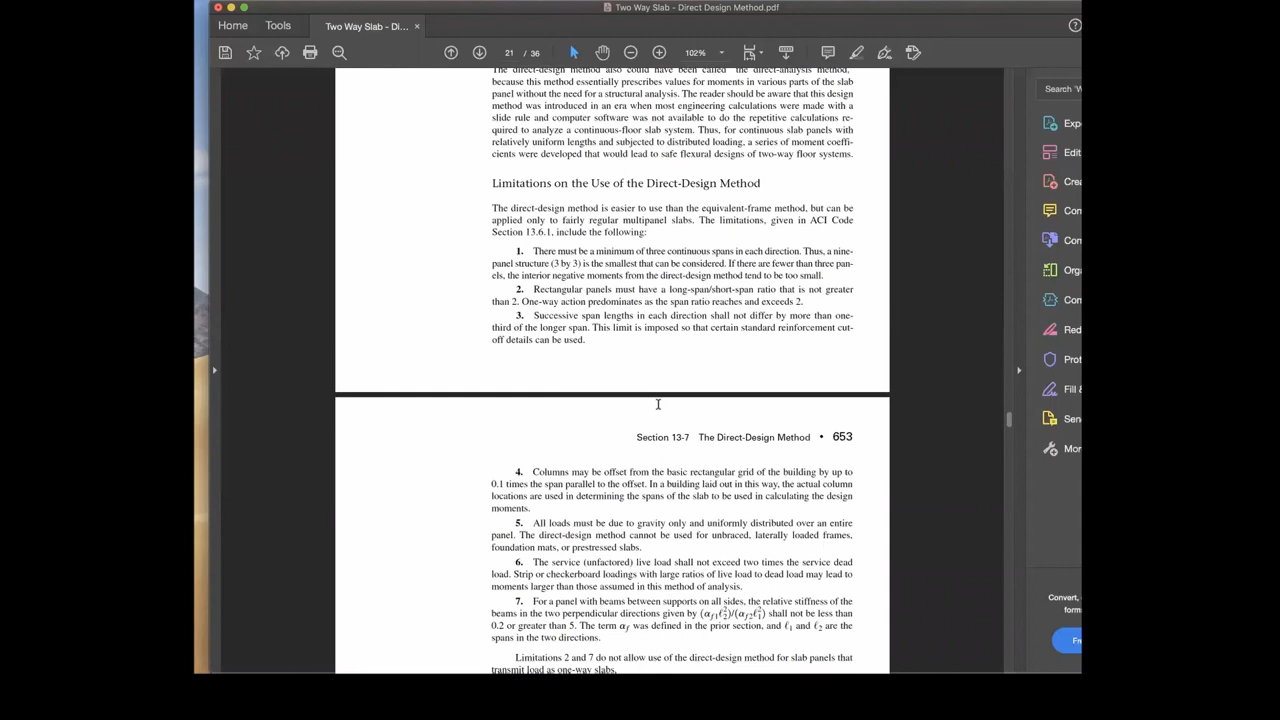 Two Way Slab - Direct Design Method.pdf
Home Tools Two Way Slab - Di... ×
21 / 36 102%
The direct-design method also could have been called "the direct-analysis method,"
because this method essentially prescribes values for moments in various parts of the slab
panel without the need for a structural analysis. The reader should be aware that this design
method was introduced in an era when most engineering calculations were made with a
slide rule and computer software was not available to do the repetitive calculations re-
quired to analyze a continuous-floor slab system. Thus, for continuous slab panels with
relatively uniform lengths and subjected to distributed loading, a series of moment coeffi-
cients were developed that would lead to safe flexural designs of two-way floor systems.
Limitations on the Use of the Direct-Design Method
The direct-design method is easier to use than the equivalent-frame method, but can be
applied only to fairly regular multipanel slabs. The limitations, given in ACI Code
Section 13.6.1, include the following:
1. There must be a minimum of three continuous spans in each direction. Thus, a nine-
panel structure (3 by 3) is the smallest that can be considered. If there are fewer than three pan-
els, the interior negative moments from the direct-design method tend to be too small.
2. Rectangular panels must have a long-span/short-span ratio that is not greater
than 2. One-way action predominates as the span ratio reaches and exceeds 2.
3. Successive span lengths in each direction shall not differ by more than one-
third of the longer span. This limit is imposed so that certain standard reinforcement cut-
off details can be used.
Section 13-7 The Direct-Design Method • 653
4. Columns may be offset from the basic rectangular grid of the building by up to
0.1 times the span parallel to the offset. In a building laid out in this way, the actual column
locations are used in determining the spans of the slab to be used in calculating the design
moments.
5. All loads must be due to gravity only and uniformly distributed over an entire
panel. The direct-design method cannot be used for unbraced, laterally loaded frames,
foundation mats, or prestressed slabs.
6. The service (unfactored) live load shall not exceed two times the service dead
load. Strip or checkerboard loadings with large ratios of live load to dead load may lead to
moments larger than those assumed in this method of analysis.
7. For a panel with beams between supports on all sides, the relative stiffness of the
beams in the two perpendicular directions given by (αf1ℓ2²)/(αf2ℓ1²) shall not be less than
0.2 or greater than 5. The term αf was defined in the prior section, and ℓ1 and ℓ2 are the
spans in the two directions.
Limitations 2 and 7 do not allow use of the direct-design method for slab panels that
transmit load as one-way slabs.
Search 'W
Exp
Edit
Crea
Com
Con
Orga
Con
Red
Prot
Fill &
Sen
Mor
Convert,
form
Fr